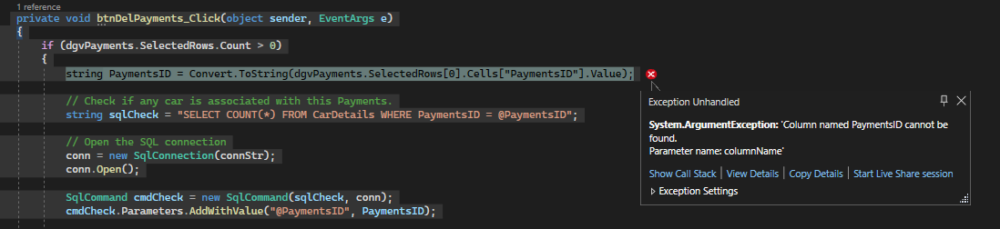 1 reference
private void btnDelPayments_Click(object sender, EventArgs e)
{
if (dgvPayments.SelectedRows.Count > 0)
{
string PaymentsID = Convert.ToString(dgvPayments.SelectedRows[0].Cells["PaymentsID"].Value);
// Check if any car is associated with this Payments.
string sqlCheck = "SELECT COUNT(*) FROM CarDetails WHERE PaymentsID = @PaymentsID";
// Open the SQL connection
conn = new SqlConnection(connStr);
conn.Open();
SqlCommand cmdCheck = new SqlCommand(sqlCheck, conn);
cmdCheck.Parameters.AddWithValue("@PaymentsID", PaymentsID);
Exception Unhandled
System.ArgumentException: 'Column named PaymentsID cannot be
found.
Parameter name: columnName'
Show Call Stack | View Details | Copy Details | Start Live Share session
Exception Settings